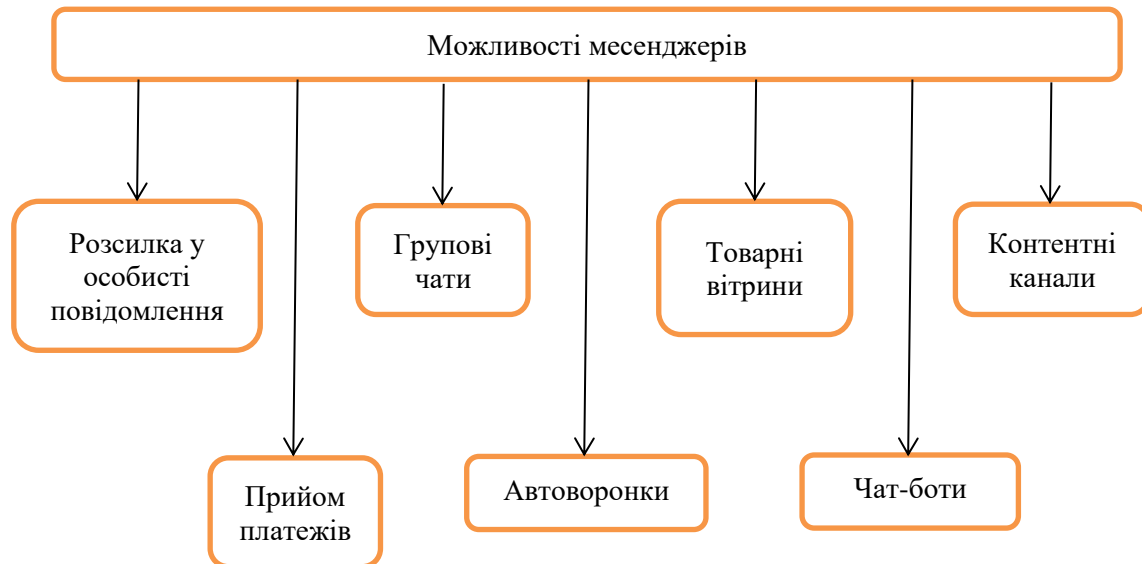 Можливості месенджерів
Розсилка у
особисті
повідомлення
Групові
чати
Товарні
вітрини
Контентні
канали
Прийом
платежів
Автоворонки
Чат-боти